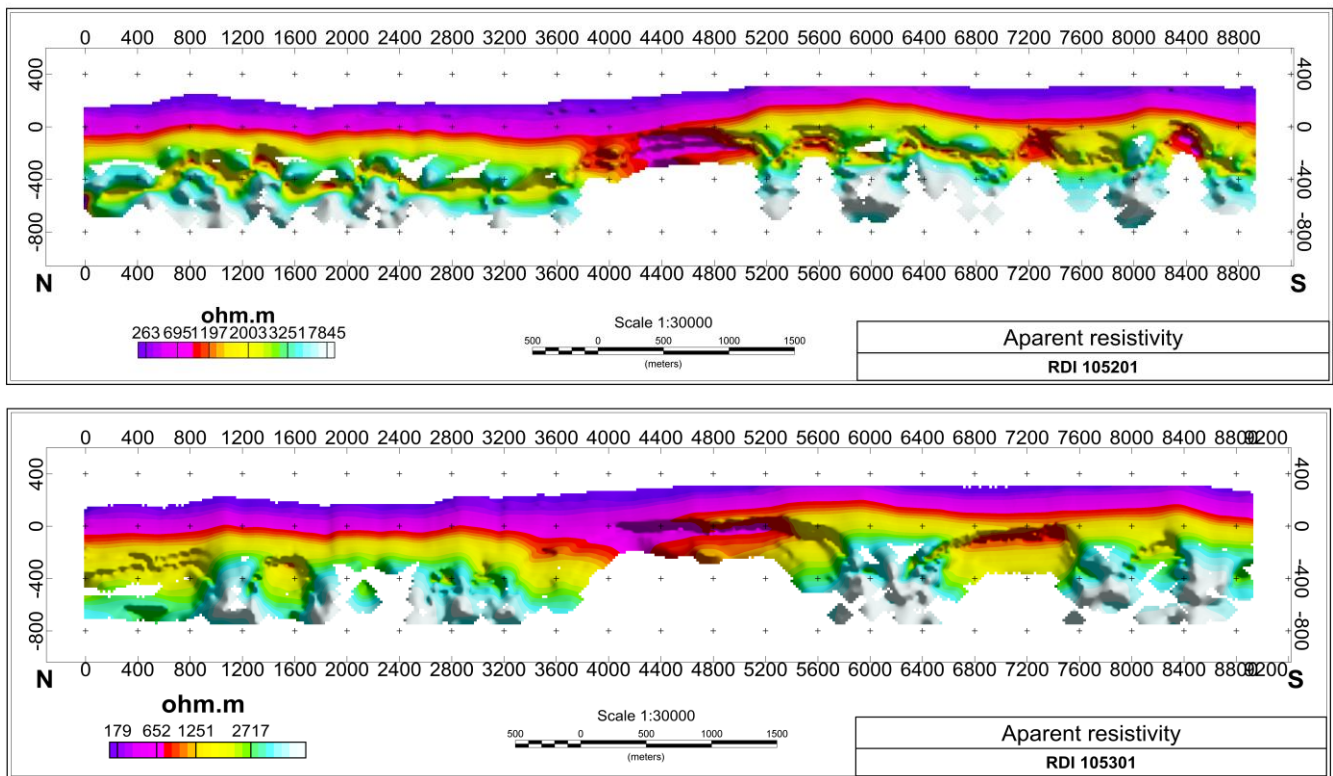 0 400 800 1200 1600 2000 2400 2800 3200 3600 4000 4400 4800 5200 5600 6000 6400 6800 7200 7600 8000 8400 8800
400 400
0 0
-400 -400
-800 -800
0 400 800 1200 1600 2000 2400 2800 3200 3600 4000 4400 4800 5200 5600 6000 6400 6800 7200 7600 8000 8400 8800
N S
ohm.m
263 695 1197 2003 3251 7845
Scale 1:30000
500 0 500 1000 1500
(meters)
Aparent resistivity
RDI 105201
0 400 800 1200 1600 2000 2400 2800 3200 3600 4000 4400 4800 5200 5600 6000 6400 6800 7200 7600 8000 8400 8800 9200
400 400
0 0
-400 -400
-800 -800
0 400 800 1200 1600 2000 2400 2800 3200 3600 4000 4400 4800 5200 5600 6000 6400 6800 7200 7600 8000 8400 8800 9200
N S
ohm.m
179 652 1251 2717
Scale 1:30000
500 0 500 1000 1500
(meters)
Aparent resistivity
RDI 105301